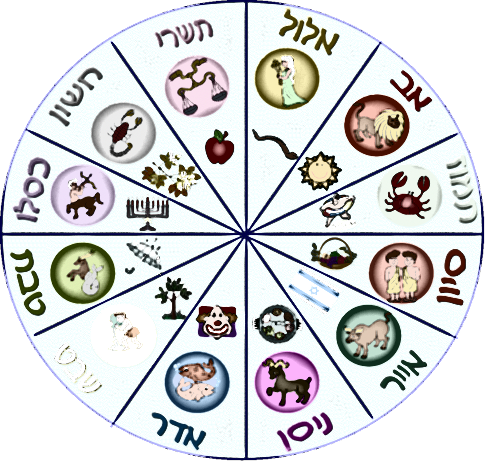 תשרי
חשון
כסלו
טבת
שבט
אדר
ניסן
אייר
סיון
תמוז
אב
אלול